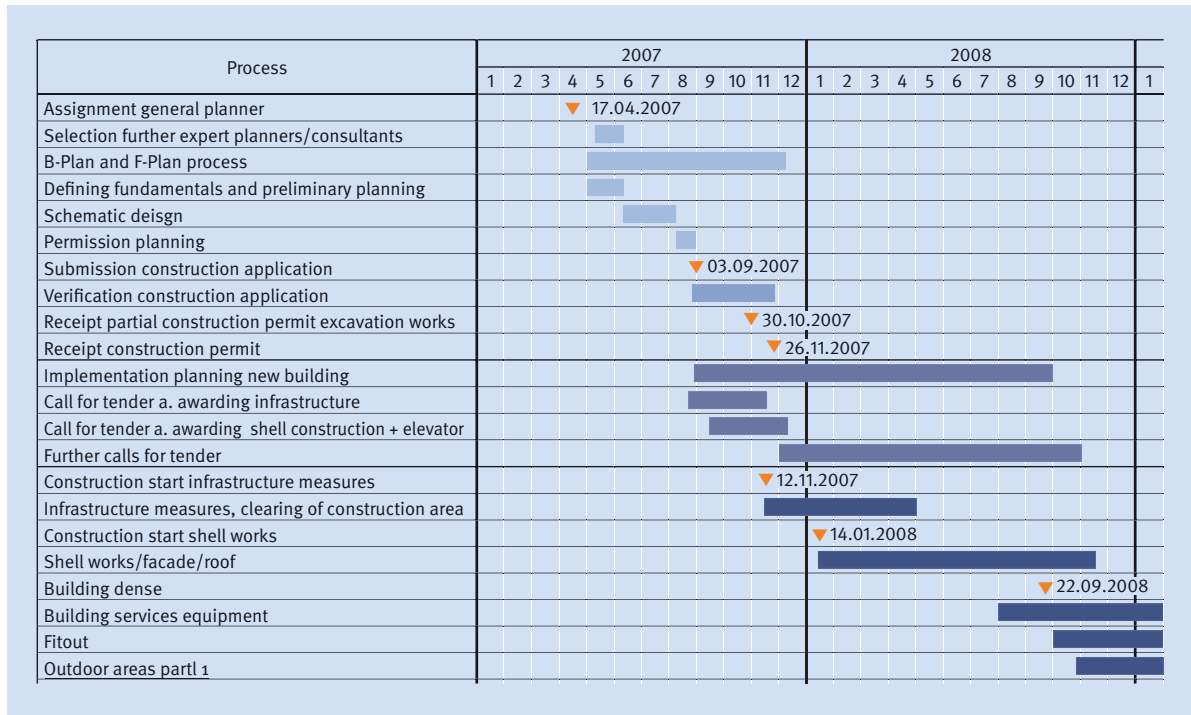 Process
2007
2008
1 2 3 4 5 6 7 8 9 10 11 12 1 2 3 4 5 6 7 8 9 10 11 12 1
Assignment general planner 17.04.2007
Selection further expert planners/consultants
B-Plan and F-Plan process
Defining fundamentals and preliminary planning
Schematic deisgn
Permission planning
Submission construction application 03.09.2007
Verification construction application
Receipt partial construction permit excavation works 30.10.2007
Receipt construction permit 26.11.2007
Implementation planning new building
Call for tender a. awarding infrastructure
Call for tender a. awarding shell construction + elevator
Further calls for tender
Construction start infrastructure measures 12.11.2007
Infrastructure measures, clearing of construction area
Construction start shell works 14.01.2008
Shell works/facade/roof
Building dense 22.09.2008
Building services equipment
Fitout
Outdoor areas partl 1